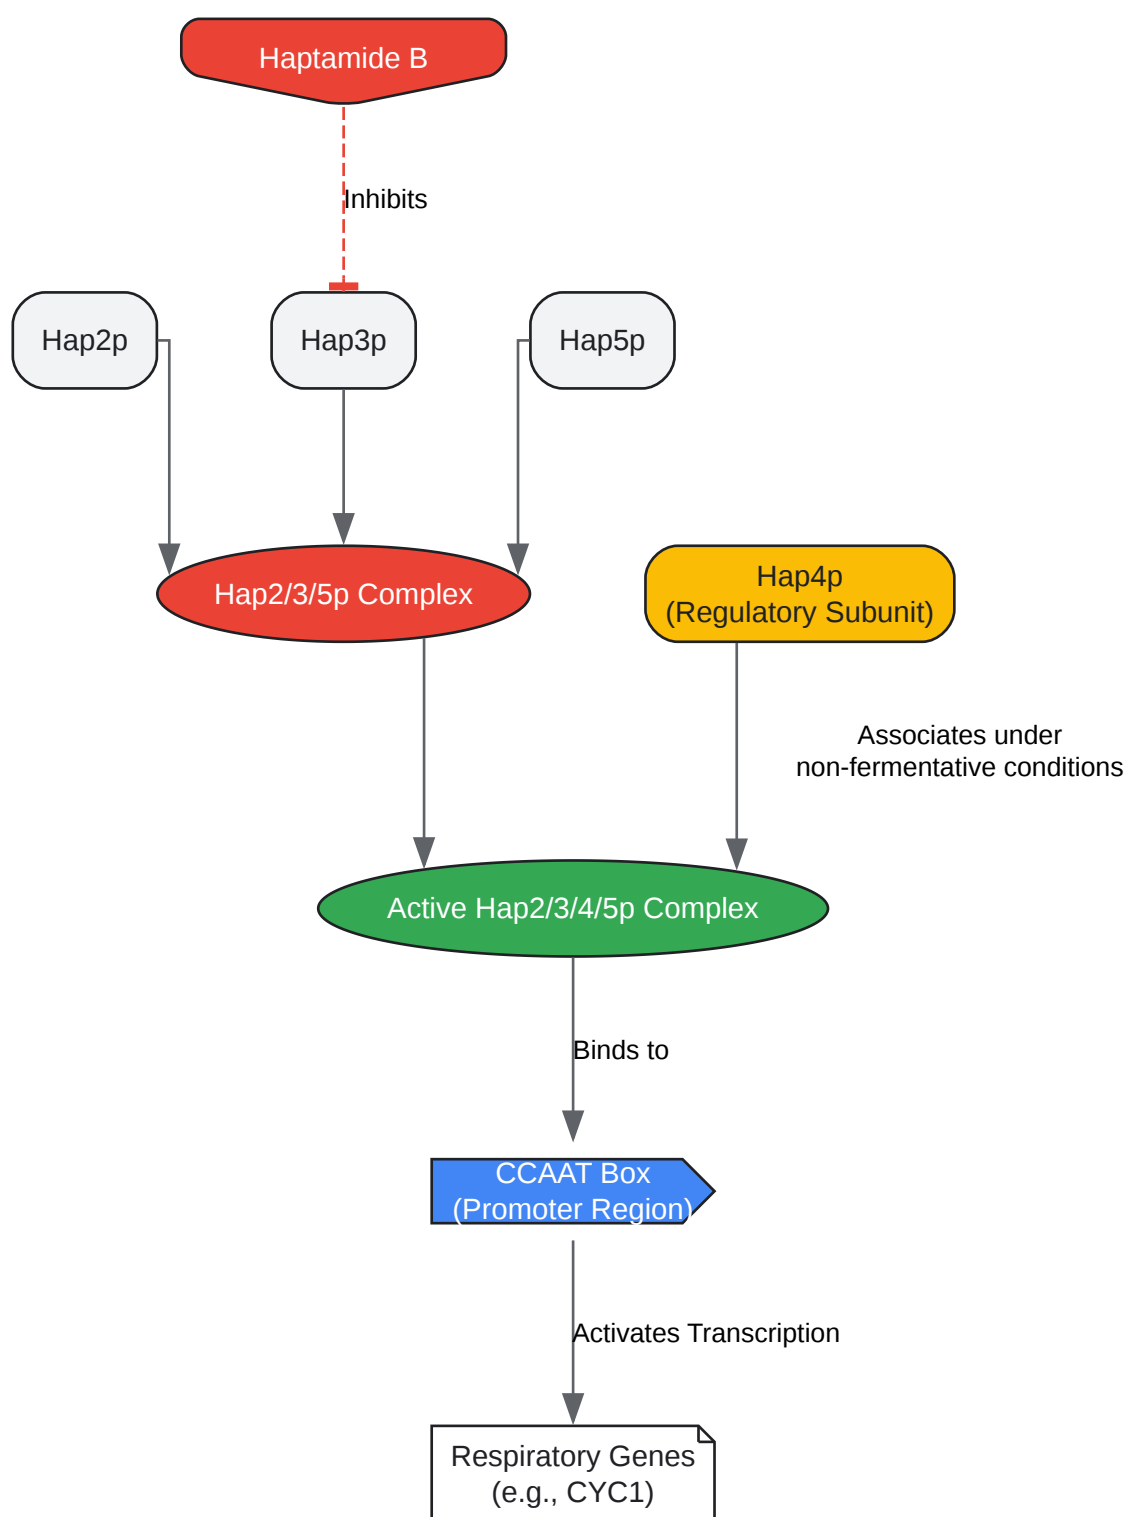 Haptamide B
Inhibits
Hap2p
Hap3p
Hap5p
Hap2/3/5p Complex
Hap4p
(Regulatory Subunit)
Associates under
non-fermentative conditions
Active Hap2/3/4/5p Complex
Binds to
CCAAT Box
(Promoter Region)
Activates Transcription
Respiratory Genes
(e.g., CYC1)